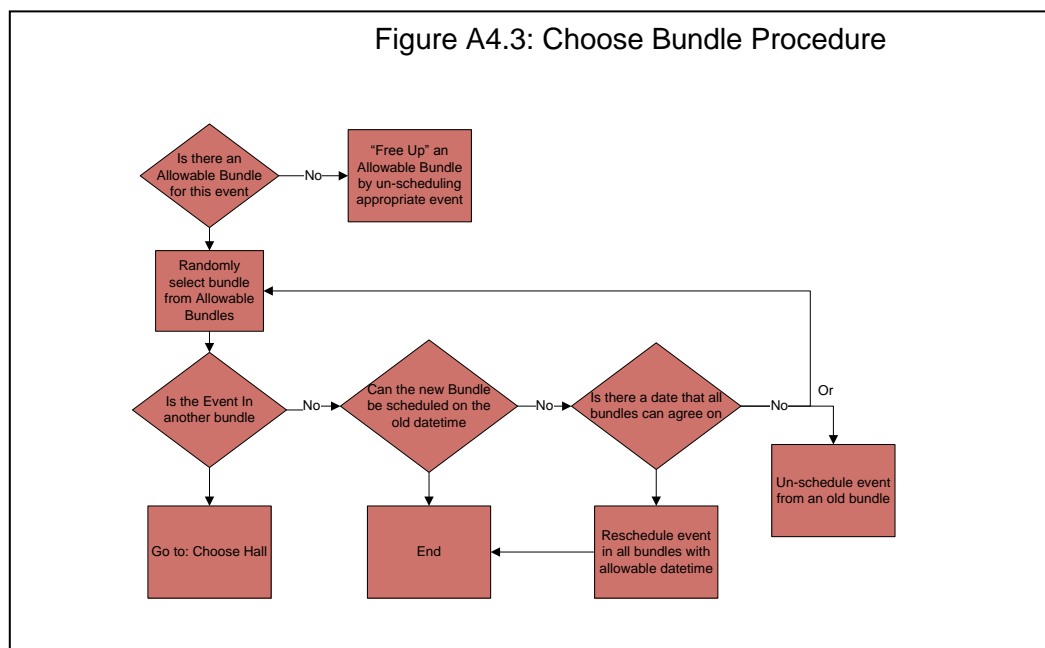 Figure A4.3: Choose Bundle Procedure
Is there an
Allowable Bundle
for this event
No
“Free Up” an
Allowable Bundle
by un-scheduling
appropriate event
Randomly
select bundle
from Allowable
Bundles
Is the Event In
another bundle
No
Can the new Bundle
be scheduled on the
old datetime
No
Is there a date that all
bundles can agree on
No
Or
Un-schedule event
from an old bundle
Go to: Choose Hall
End
Reschedule event
in all bundles with
allowable datetime